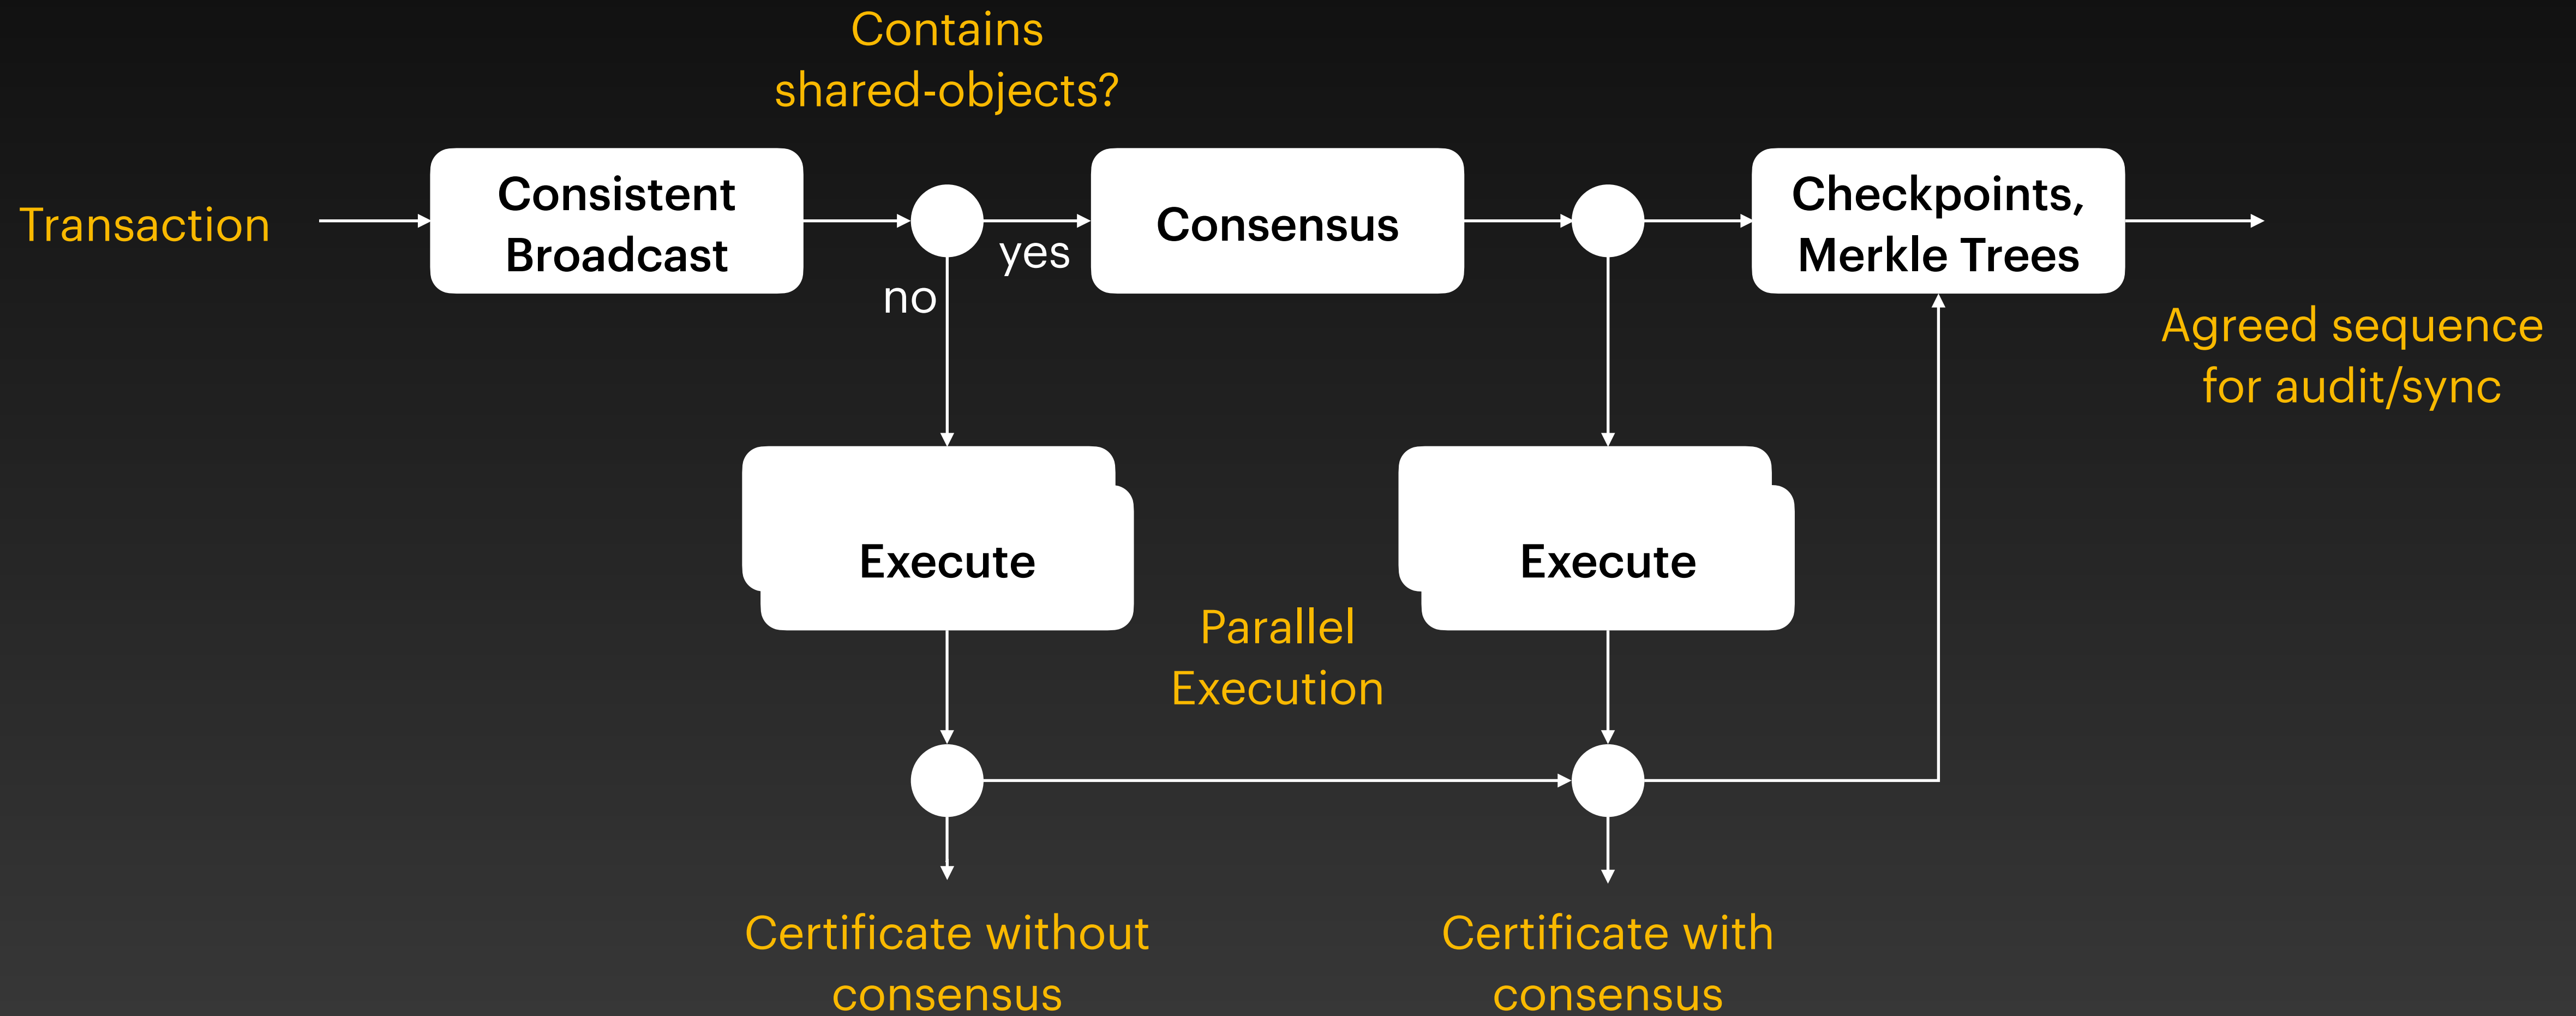 Contains
shared-objects?
Transaction
Consistent
Broadcast
yes
no
Consensus
Checkpoints,
Merkle Trees
Agreed sequence
for audit/sync
Execute
Execute
Parallel
Execution
Certificate without
consensus
Certificate with
consensus